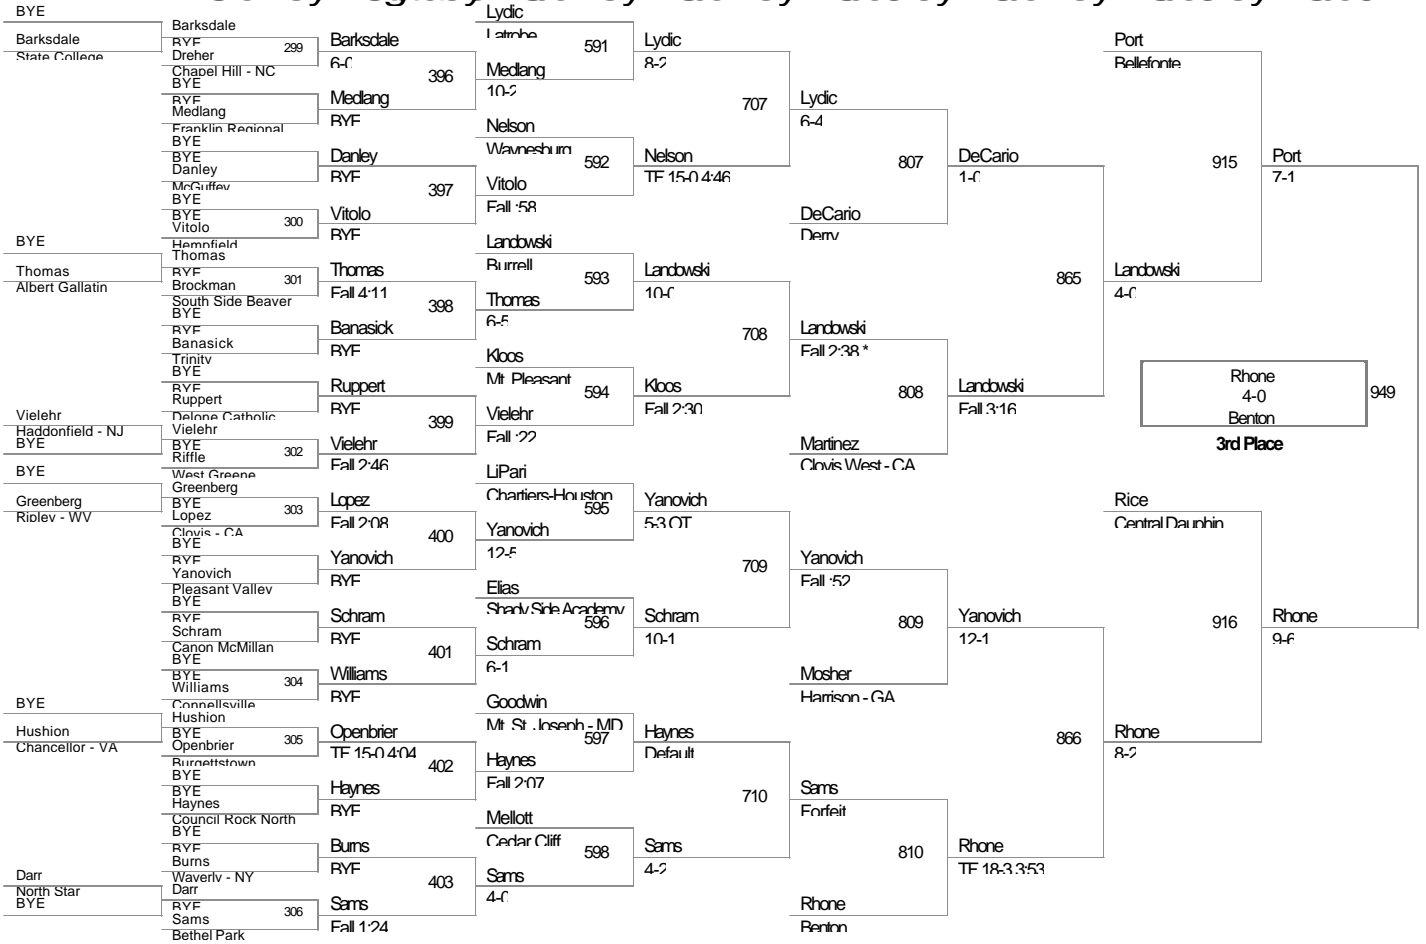 BYE
Barksdale
State College
BYE
Thomas
Albert Gallatin
Vielehr
Haddonfield - NJ
BYE
BYE
Greenberg
Ripley - WV
BYE
Hushion
Chancellor - VA
Darr
North Star
BYE
Barksdale
BYE
299
Dreher
Chapel Hill - NC
BYE
BYE
Medlang
Franklin Regional
BYE
BYE
Danley
McGuffey
BYE
BYE
300
Vitolo
Hempfield
Thomas
BYE
301
Brockman
South Side Beaver
BYE
BYE
Banasick
Trinity
BYE
BYE
Ruppert
Delone Catholic
Vielehr
BYE
302
Riffle
West Greene
Greenberg
BYE
303
Lopez
Clovis - CA
BYE
BYE
Yanovich
Pleasant Valley
BYE
BYE
Schram
Canon McMillan
BYE
BYE
304
Williams
Connellsville
Hushion
BYE
305
Openbrier
Burgettstown
BYE
BYE
Haynes
Council Rock North
BYE
BYE
Burns
Waverly - NY
Darr
BYE
306
Sams
Bethel Park
Barksdale
6-0
396
Medlang
BYE
Danley
BYE
397
Vitolo
BYE
Thomas
Fall 4:11
398
Banasick
BYE
Ruppert
BYE
399
Vielehr
Fall 2:46
Lopez
Fall 2:08
400
Yanovich
BYE
Schram
BYE
401
Williams
BYE
Openbrier
TF 15-0 4:04
402
Haynes
BYE
Burns
BYE
403
Sams
Fall 1:24
Lydic
Latrobe
591
Medlang
10-2
Nelson
Waynesburg
592
Vitolo
Fall :58
Landowski
Burrell
593
Thomas
6-5
Kloos
Mt. Pleasant
594
Vielehr
Fall :22
LiPari
Chartiers-Houston
595
Yanovich
12-5
Elias
Shady Side Academy
596
Schram
6-1
Goodwin
Mt. St. Joseph - MD
597
Haynes
Fall 2:07
Mellott
Cedar Cliff
598
Sams
4-0
Lydic
8-2
707
Nelson
TF 15-0 4:46
Landowski
10-0
708
Kloos
Fall 2:30
Yanovich
5-3 OT
709
Schram
10-1
Haynes
Default
710
Sams
4-2
Lydic
6-4
807
DeCario
Derry
Landowski
Fall 2:38 *
808
Martinez
Clovis West - CA
Yanovich
Fall :52
809
Mosher
Harrison - GA
Sams
Forfeit
810
Rhone
Benton
DeCario
1-0
865
Landowski
Fall 3:16
Yanovich
12-1
866
Rhone
TF 18-3 3:53
Port
Bellefonte
915
Landowski
4-0
Rice
Central Dauphin
916
Rhone
8-2
Port
7-1
Rhone
4-0
Benton
949
3rd Place
Rhone
9-6